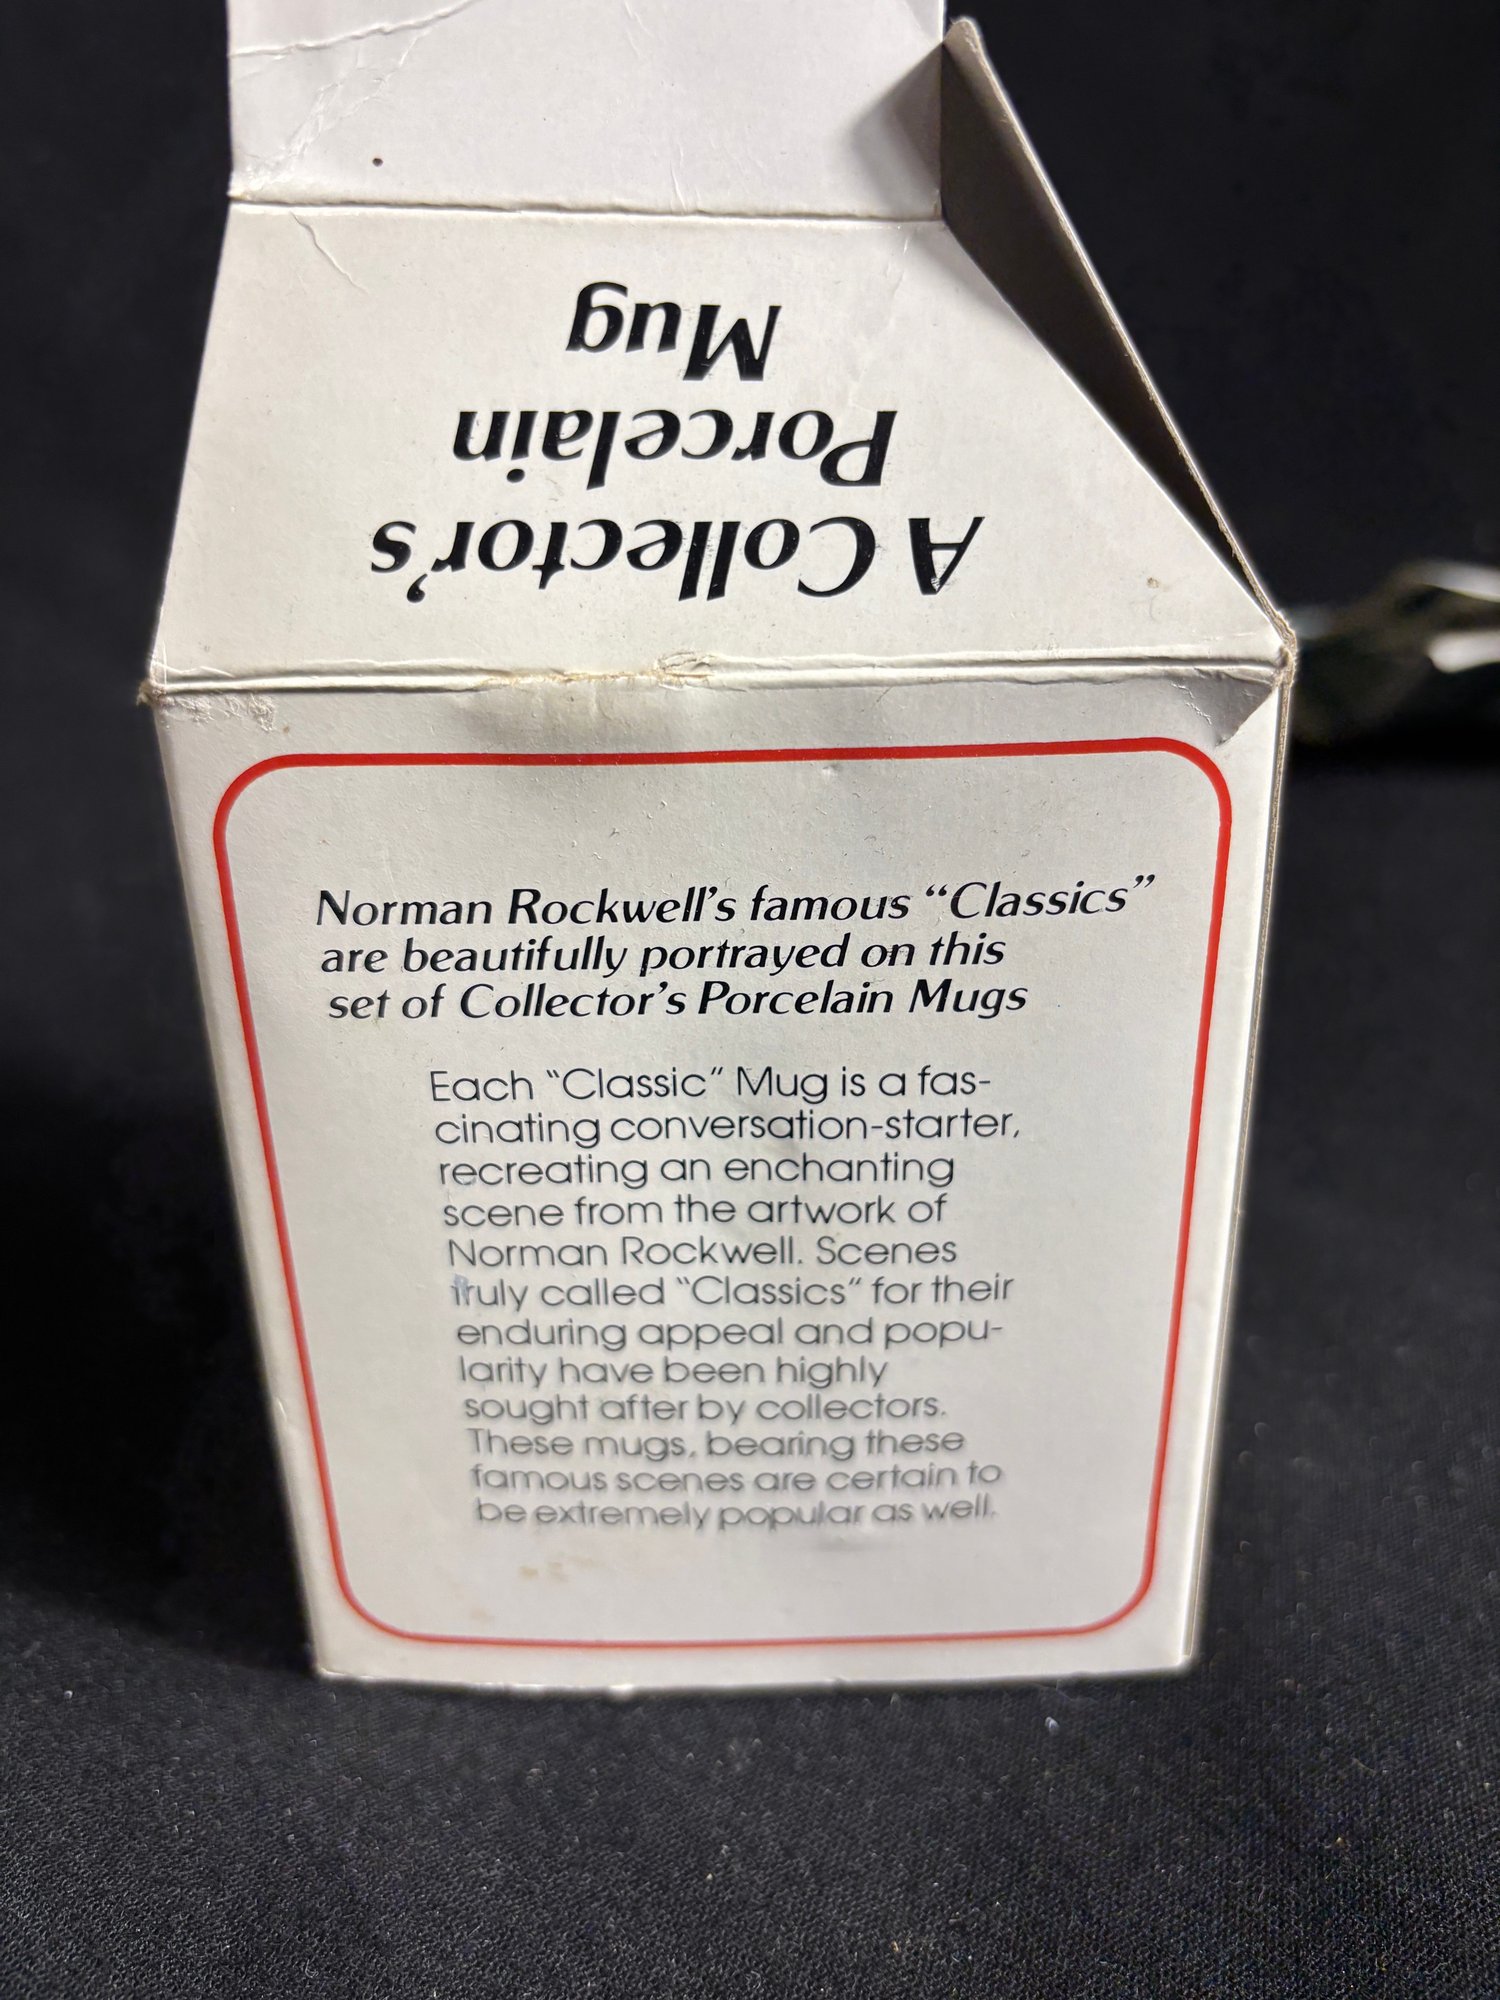 A Collector's
Porcelain
Mug
Norman Rockwell's famous “Classics”
are beautifully portrayed on this
set of Collector's Porcelain Mugs
Each “Classic” Mug is a fas-
cinating conversation-starter,
recreating an enchanting
scene from the artwork of
Norman Rockwell. Scenes
truly called “Classics” for their
enduring appeal and popu-
larity have been highly
sought after by collectors.
These mugs, bearing these
famous scenes are certain to
be extremely popular as well.